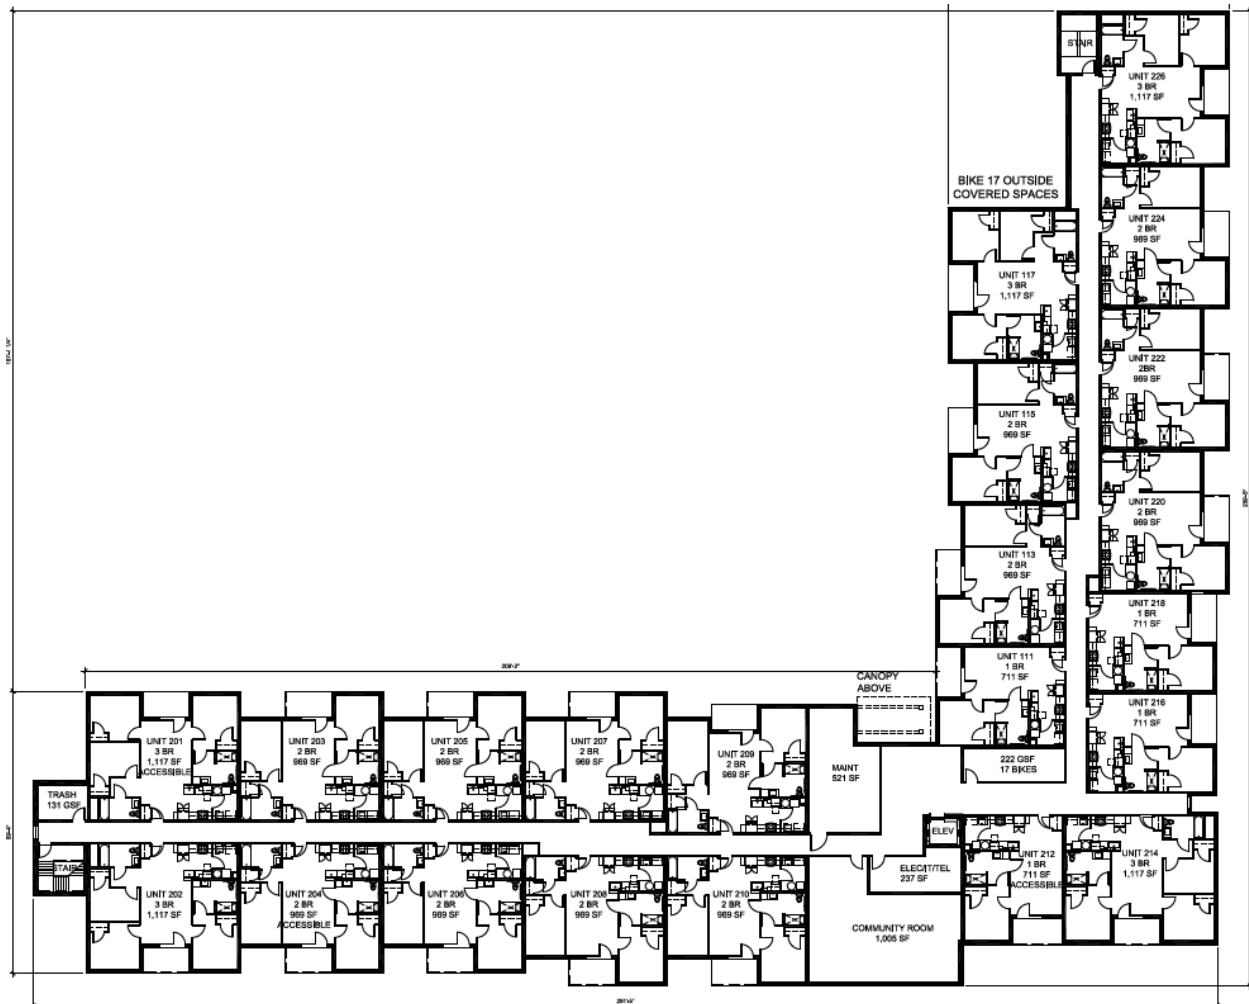 STAIR
UNIT 226
3 BR
1,117 SF
BIKE 17 OUTSIDE
COVERED SPACES
UNIT 224
2 BR
969 SF
UNIT 117
3 BR
1,117 SF
UNIT 222
2BR
969 SF
UNIT 115
2 BR
969 SF
UNIT 220
2 BR
969 SF
UNIT 113
2 BR
969 SF
UNIT 218
1 BR
711 SF
UNIT 111
1 BR
711 SF
CANOPY
ABOVE
UNIT 216
1 BR
711 SF
UNIT 201
3 BR
1,117 SF
ACCESSIBLE
UNIT 203
2 BR
969 SF
UNIT 205
2 BR
969 SF
UNIT 207
2 BR
969 SF
UNIT 209
2 BR
969 SF
MAINT
521 SF
222 GSF
17 BIKES
TRASH
131 GSF
ELEV
STAIR
UNIT 202
3 BR
1,117 SF
UNIT 204
2 BR
969 SF
ACCESSIBLE
UNIT 206
2 BR
969 SF
UNIT 208
2 BR
969 SF
UNIT 210
2 BR
969 SF
ELEC/IT/TEL
237 SF
UNIT 212
1 BR
711 SF
ACCESSIBLE
UNIT 214
3 BR
1,117 SF
COMMUNITY ROOM
1,005 SF